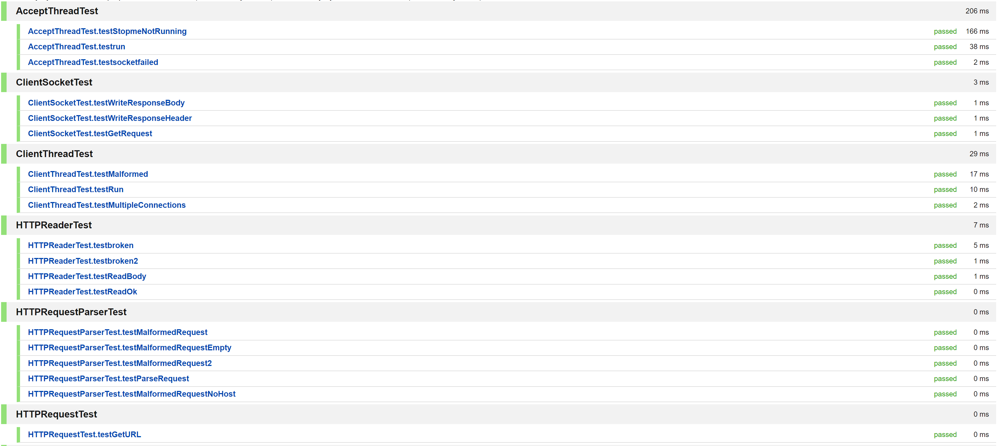 AcceptThreadTest 206 ms
AcceptThreadTest.testStopmeNotRunning passed 166 ms
AcceptThreadTest.testrun passed 38 ms
AcceptThreadTest.testsocketfailed passed 2 ms
ClientSocketTest 3 ms
ClientSocketTest.testWriteResponseBody passed 1 ms
ClientSocketTest.testWriteResponseHeader passed 1 ms
ClientSocketTest.testGetRequest passed 1 ms
ClientThreadTest 29 ms
ClientThreadTest.testMalformed passed 17 ms
ClientThreadTest.testRun passed 10 ms
ClientThreadTest.testMultipleConnections passed 2 ms
HTTPReaderTest 7 ms
HTTPReaderTest.testbroken passed 5 ms
HTTPReaderTest.testbroken2 passed 1 ms
HTTPReaderTest.testReadBody passed 1 ms
HTTPReaderTest.testReadOk passed 0 ms
HTTPRequestParserTest 0 ms
HTTPRequestParserTest.testMalformedRequest passed 0 ms
HTTPRequestParserTest.testMalformedRequestEmpty passed 0 ms
HTTPRequestParserTest.testMalformedRequest2 passed 0 ms
HTTPRequestParserTest.testParseRequest passed 0 ms
HTTPRequestParserTest.testMalformedRequestNoHost passed 0 ms
HTTPRequestTest 0 ms
HTTPRequestTest.testGetURL passed 0 ms